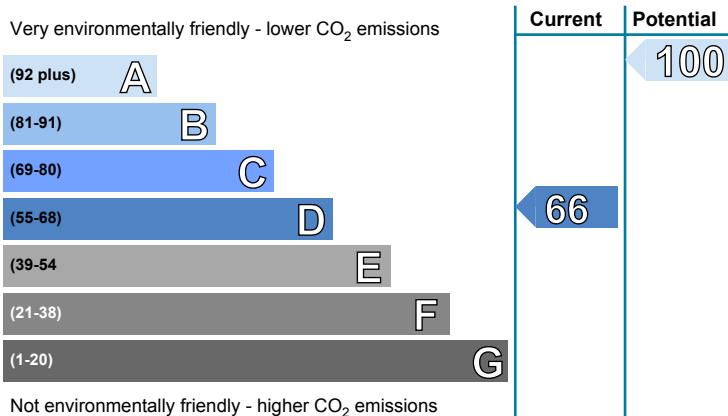 Very environmentally friendly - lower CO2 emissions
Current
Potential
(92 plus) A
100
(81-91) B
(69-80) C
(55-68) D
66
(39-54 E
(21-38) F
(1-20) G
Not environmentally friendly - higher CO2 emissions